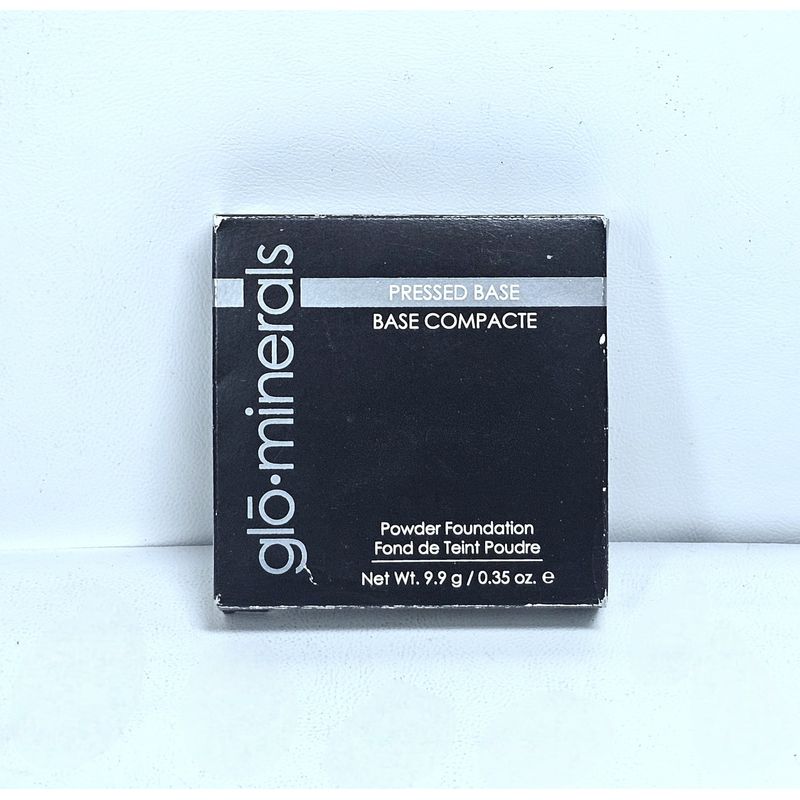 glō·minerals
PRESSED BASE
BASE COMPACTE
Powder Foundation
Fond de Teint Poudre
Net Wt. 9.9 g / 0.35 oz. ℮